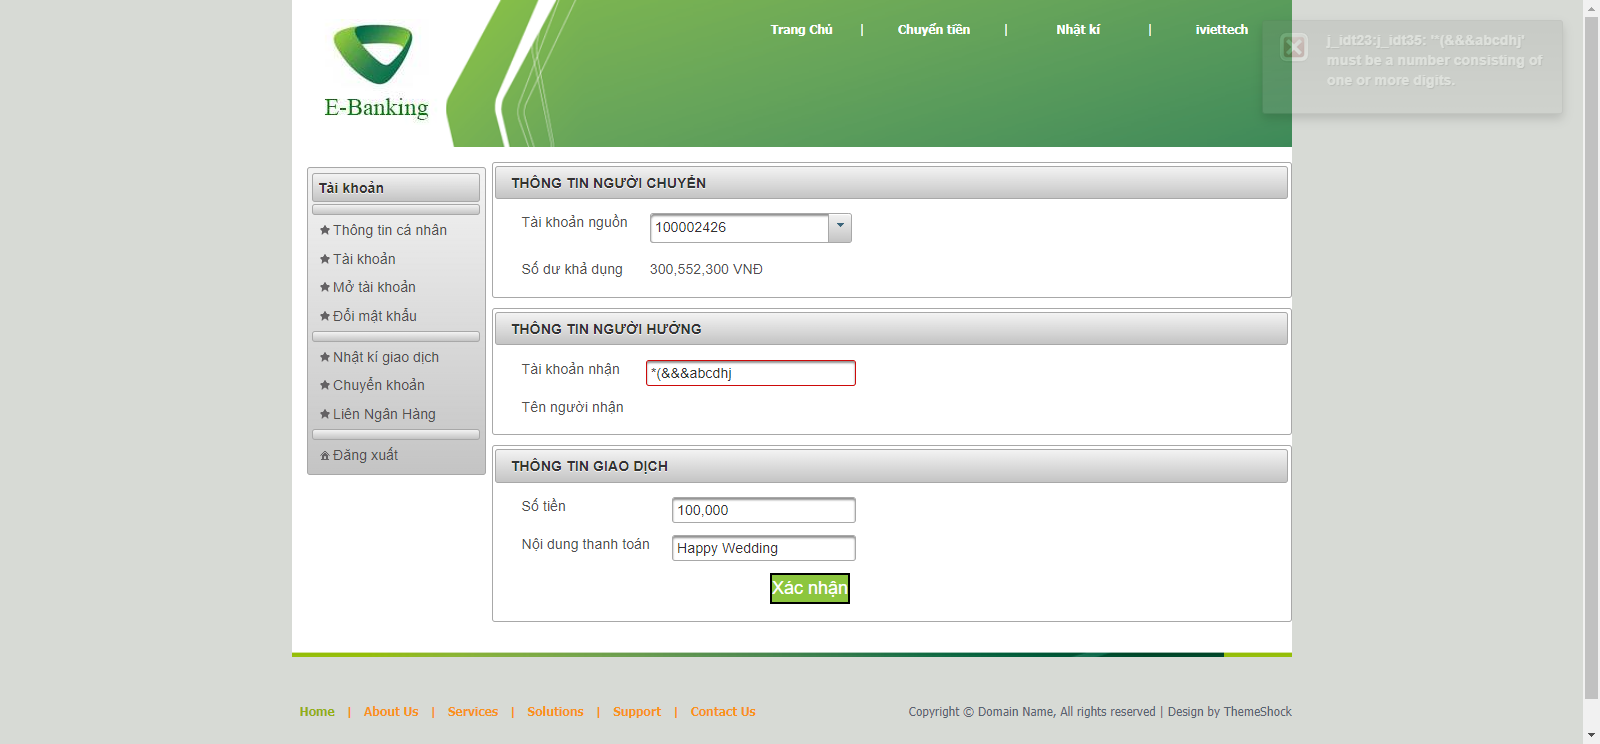 E-Banking
Trang Chủ | Chuyển tiền | Nhật kí | iviettech
j_idt23:j_idt35: '*(&&&abcdhj'
must be a number consisting of
one or more digits.
Tài khoản
Thông tin cá nhân
Tài khoản
Mở tài khoản
Đổi mật khẩu
Nhật kí giao dịch
Chuyển khoản
Liên Ngân Hàng
Đăng xuất
THÔNG TIN NGƯỜI CHUYỂN
Tài khoản nguồn 100002426
Số dư khả dụng 300,552,300 VNĐ
THÔNG TIN NGƯỜI HƯỞNG
Tài khoản nhận *(&&&abcdhj
Tên người nhận
THÔNG TIN GIAO DỊCH
Số tiền 100,000
Nội dung thanh toán Happy Wedding
Xác nhận
Home | About Us | Services | Solutions | Support | Contact Us
Copyright © Domain Name, All rights reserved | Design by ThemeShock